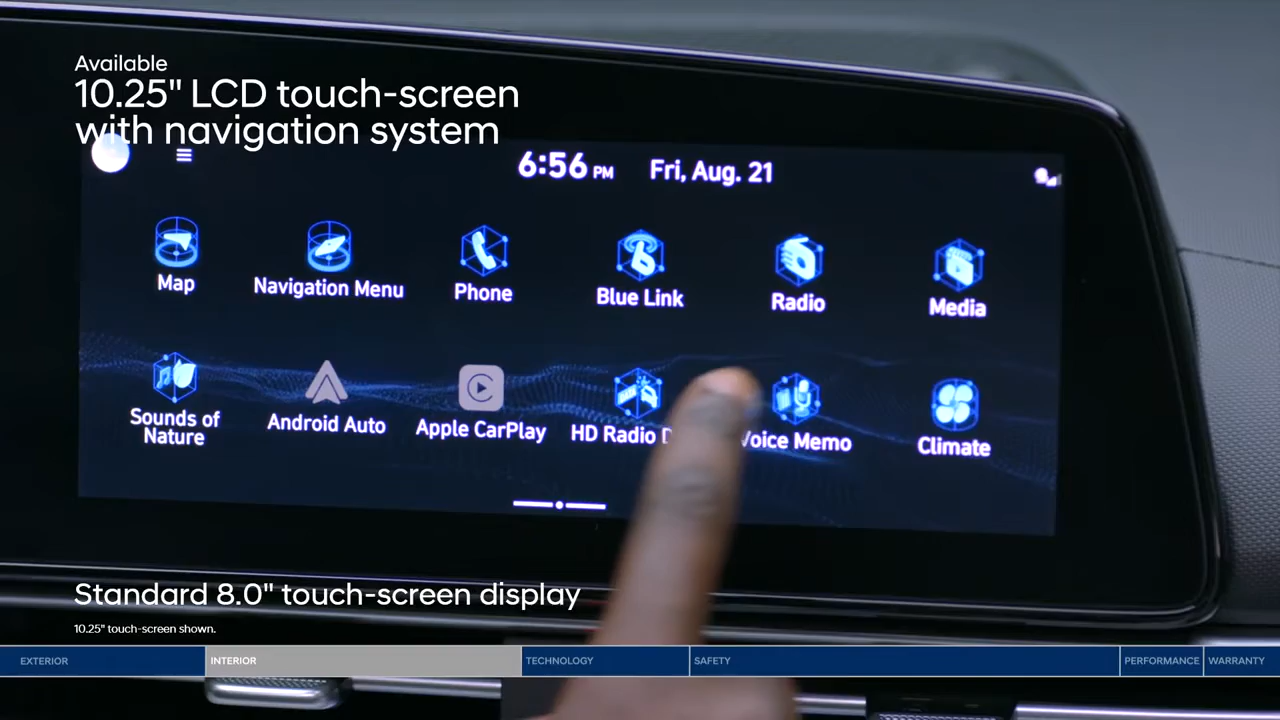 Available
10.25" LCD touch-screen
with navigation system
6:56 PM Fri, Aug. 21
Map
Navigation Menu
Phone
Blue Link
Radio
Media
Sounds of
Nature
Android Auto
Apple CarPlay
HD Radio
Voice Memo
Climate
Standard 8.0" touch-screen display
10.25" touch-screen shown.
EXTERIOR
INTERIOR
TECHNOLOGY
SAFETY
PERFORMANCE
WARRANTY